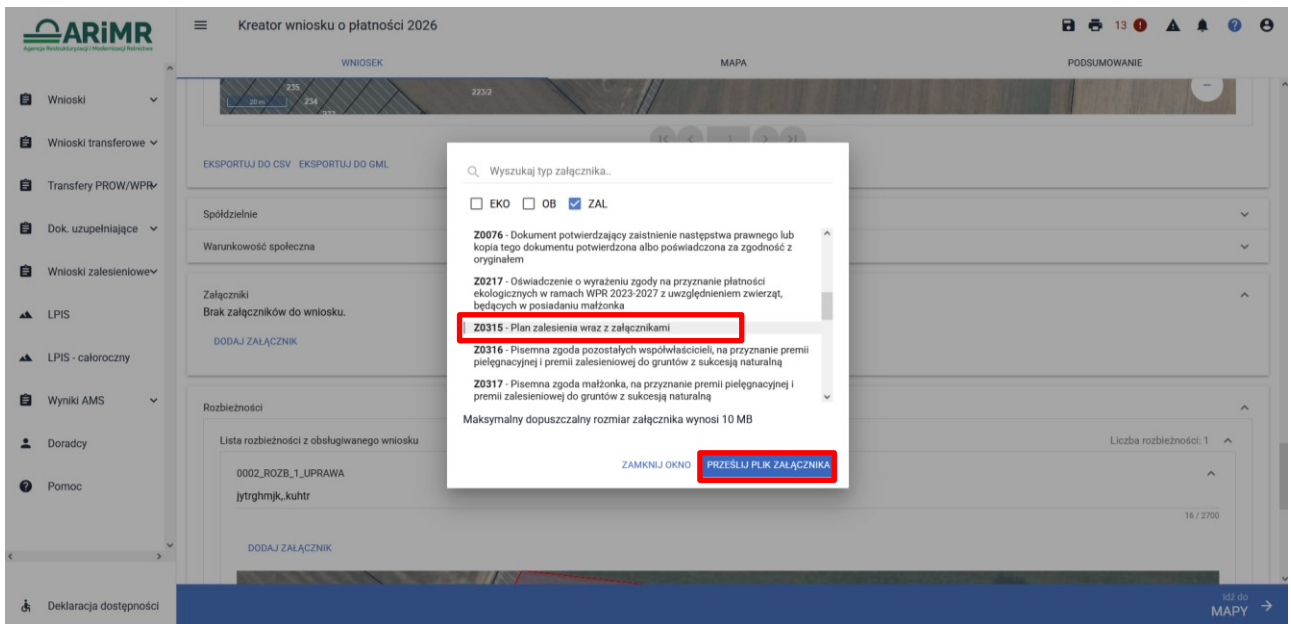 ARiMR
Agencja Restrukturyzacji i Modernizacji Rolnictwa
Kreator wniosku o płatności 2026
13
WNIOSEK
MAPA
PODSUMOWANIE
Wnioski
Wnioski transferowe
Transfery PROW/WPR
Dok. uzupełniające
Wnioski zalesieniowe
LPIS
LPIS - całoroczny
Wyniki AMS
Doradcy
Pomoc
Deklaracja dostępności
235
234
20 m
223/2
1
EKSPORTUJ DO CSV EKSPORTUJ DO GML
Spółdzielnie
Warunkowość społeczna
Załączniki
Brak załączników do wniosku.
DODAJ ZAŁĄCZNIK
Rozbieżności
Lista rozbieżności z obsługiwanego wniosku
Liczba rozbieżności: 1
0002_ROZB_1_UPRAWA
jytrghmjk,.kuhtr
16 / 2700
DODAJ ZAŁĄCZNIK
Wyszukaj typ załącznika..
EKO OB ZAL
Z0076 - Dokument potwierdzający zaistnienie następstwa prawnego lub
kopia tego dokumentu potwierdzona albo poświadczona za zgodność z
oryginałem
Z0217 - Oświadczenie o wyrażeniu zgody na przyznanie płatności
ekologicznych w ramach WPR 2023-2027 z uwzględnieniem zwierząt,
będących w posiadaniu małżonka
Z0315 - Plan zalesienia wraz z załącznikami
Z0316 - Pisemna zgoda pozostałych współwłaścicieli, na przyznanie premii
pielęgnacyjnej i premii zalesieniowej do gruntów z sukcesją naturalną
Z0317 - Pisemna zgoda małżonka, na przyznanie premii pielęgnacyjnej i
premii zalesieniowej do gruntów z sukcesją naturalną
Maksymalny dopuszczalny rozmiar załącznika wynosi 10 MB
ZAMKNIJ OKNO PRZEŚLIJ PLIK ZAŁĄCZNIKA
Idź do
MAPY